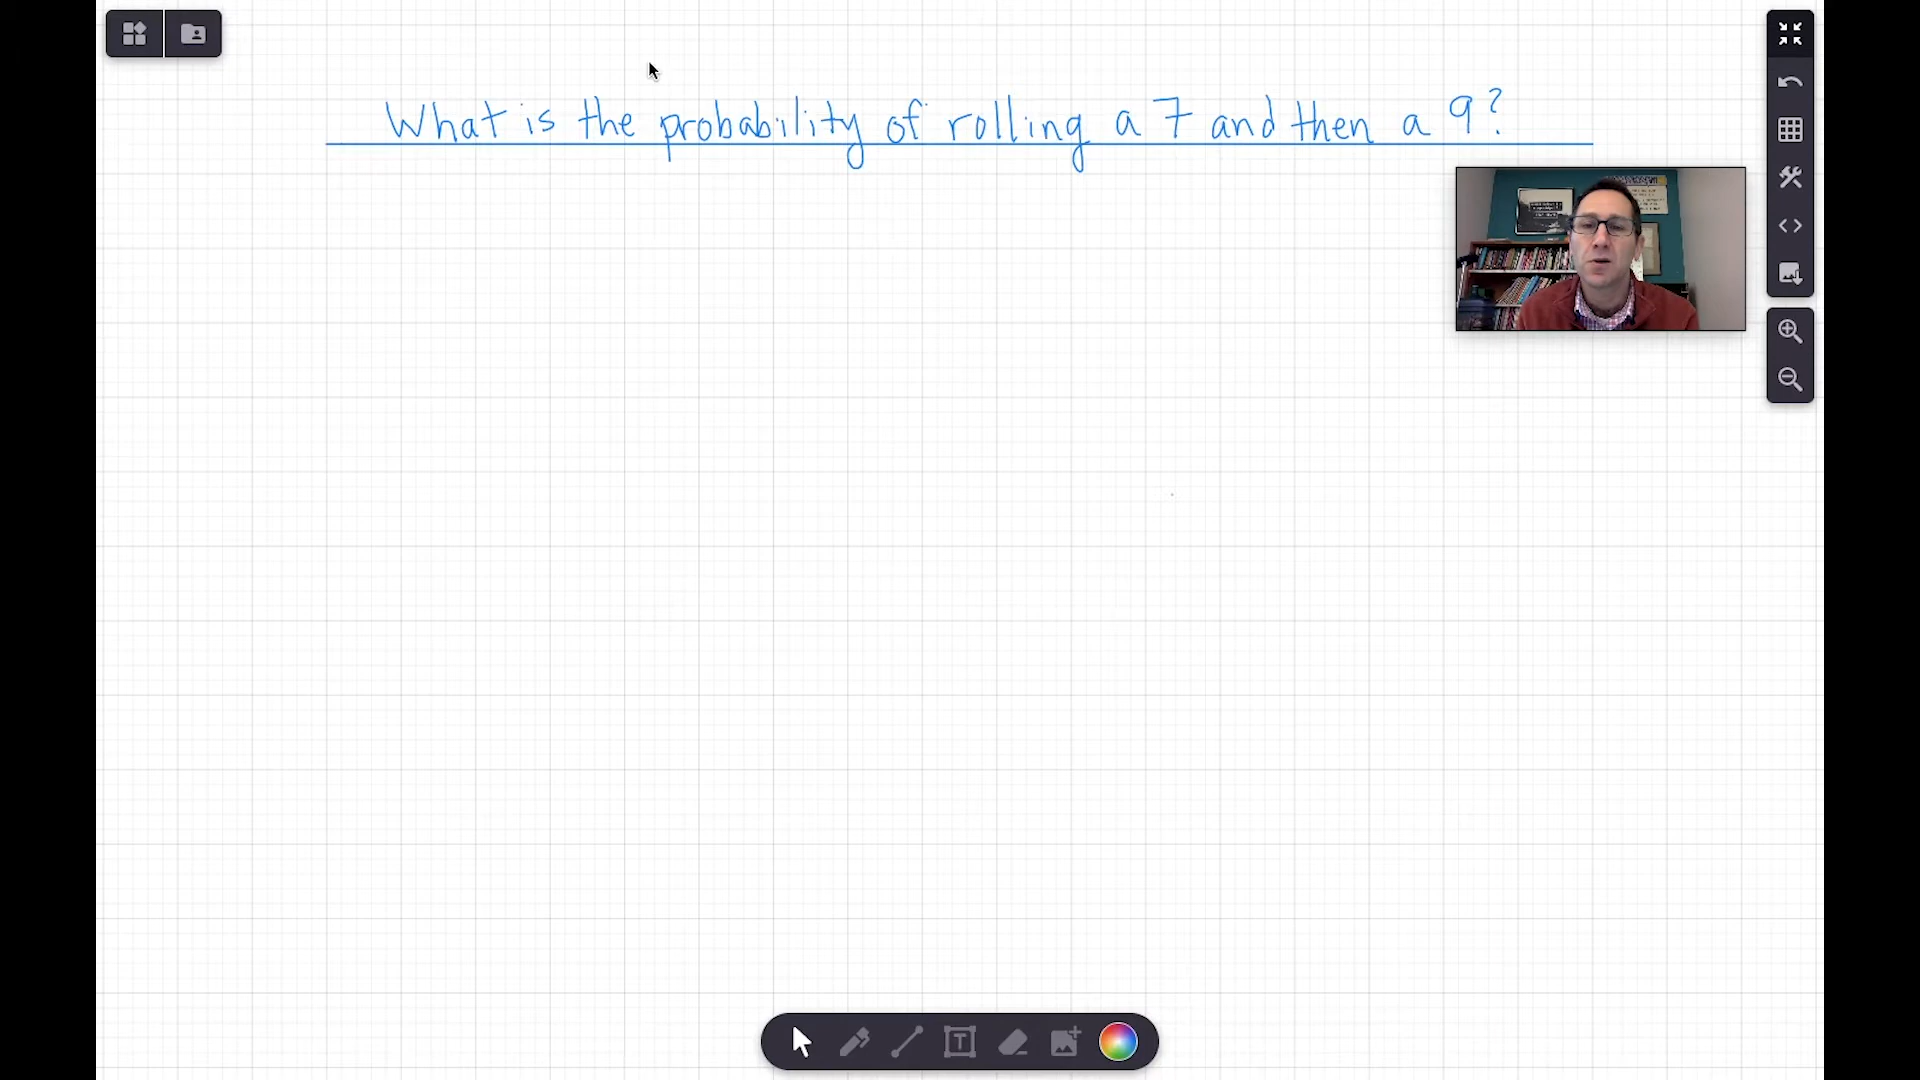 What is the probability of rolling a 7 and then a 9?